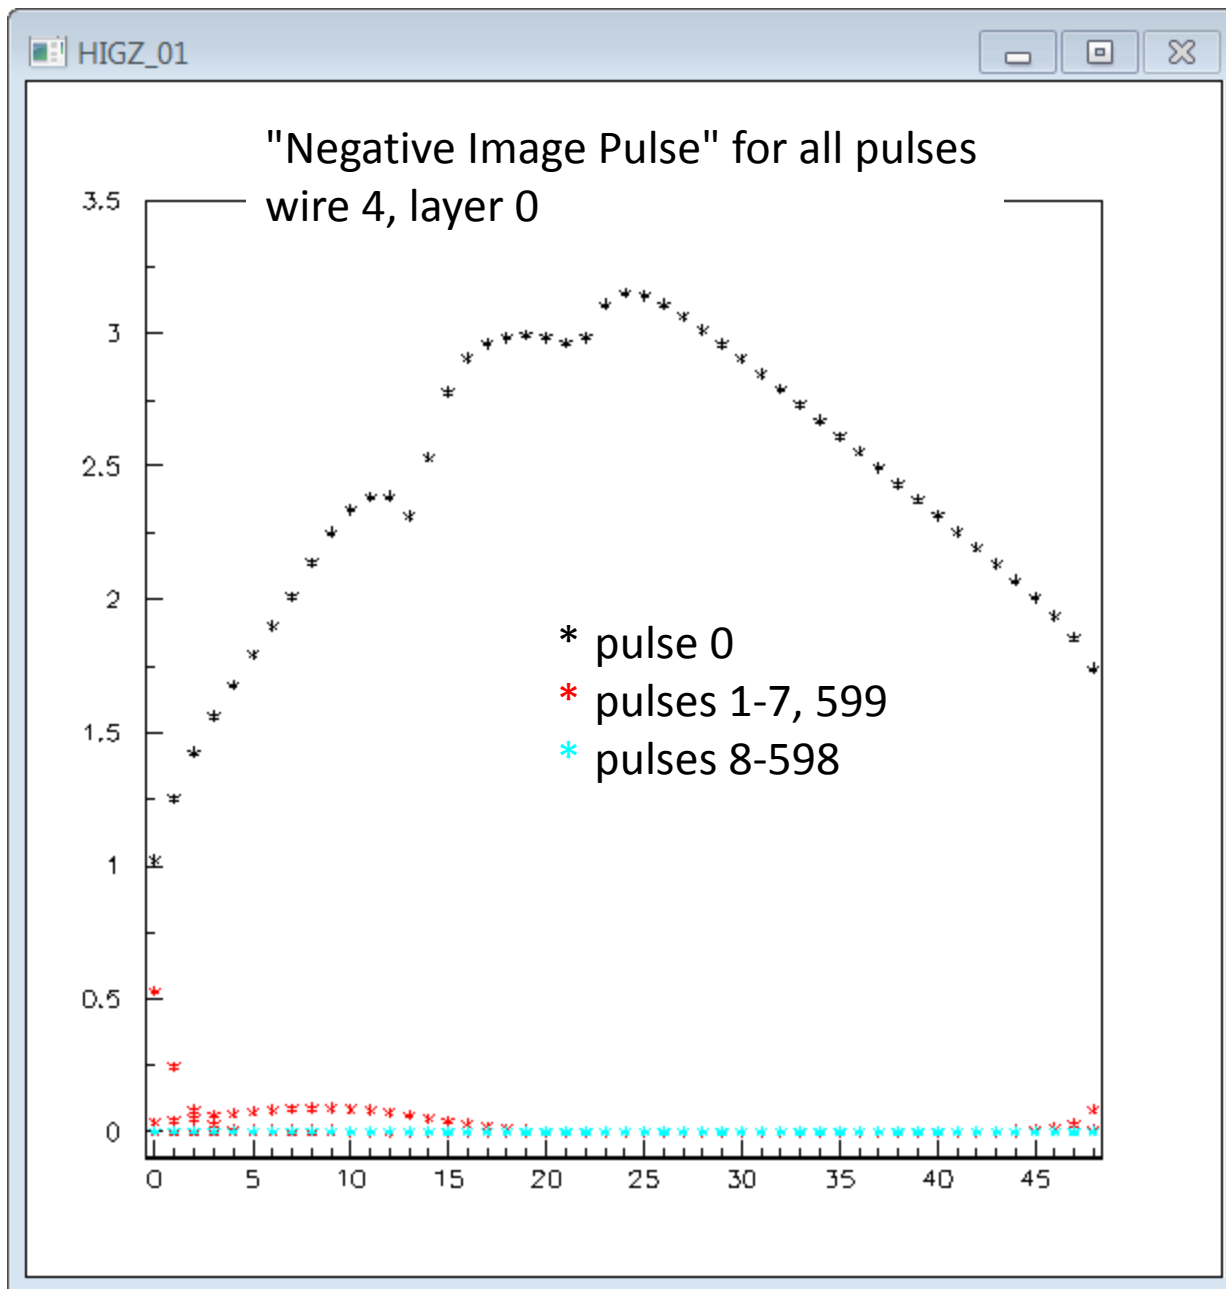 HIGZ_01
"Negative Image Pulse" for all pulses
wire 4, layer 0
3.5
3
2.5
2
1.5
1
0.5
0
* pulse 0
* pulses 1-7, 599
* pulses 8-598
0 5 10 15 20 25 30 35 40 45